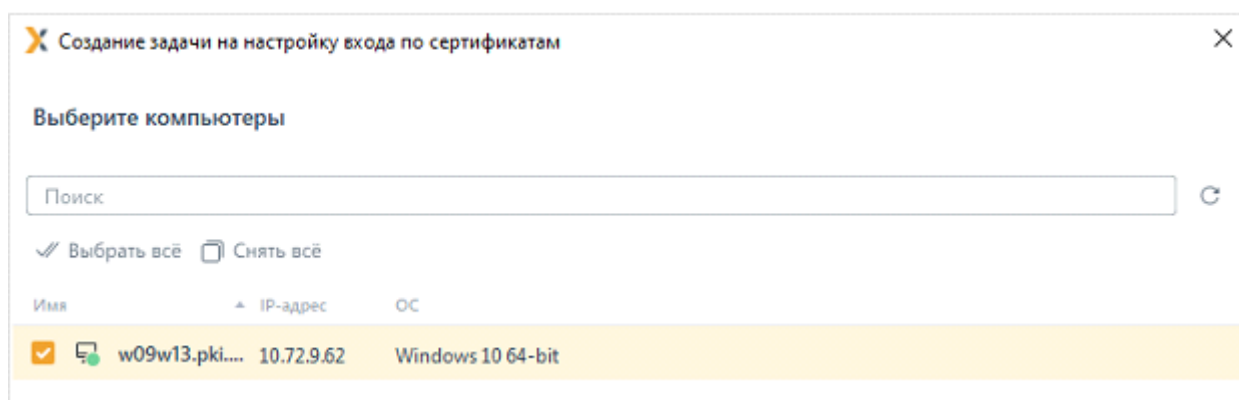 Создание задачи на настройку входа по сертификатам
Выберите компьютеры
Поиск
Выбрать всё Снять всё
Имя IP-адрес ОС
w09w13.pki.... 10.72.9.62 Windows 10 64-bit